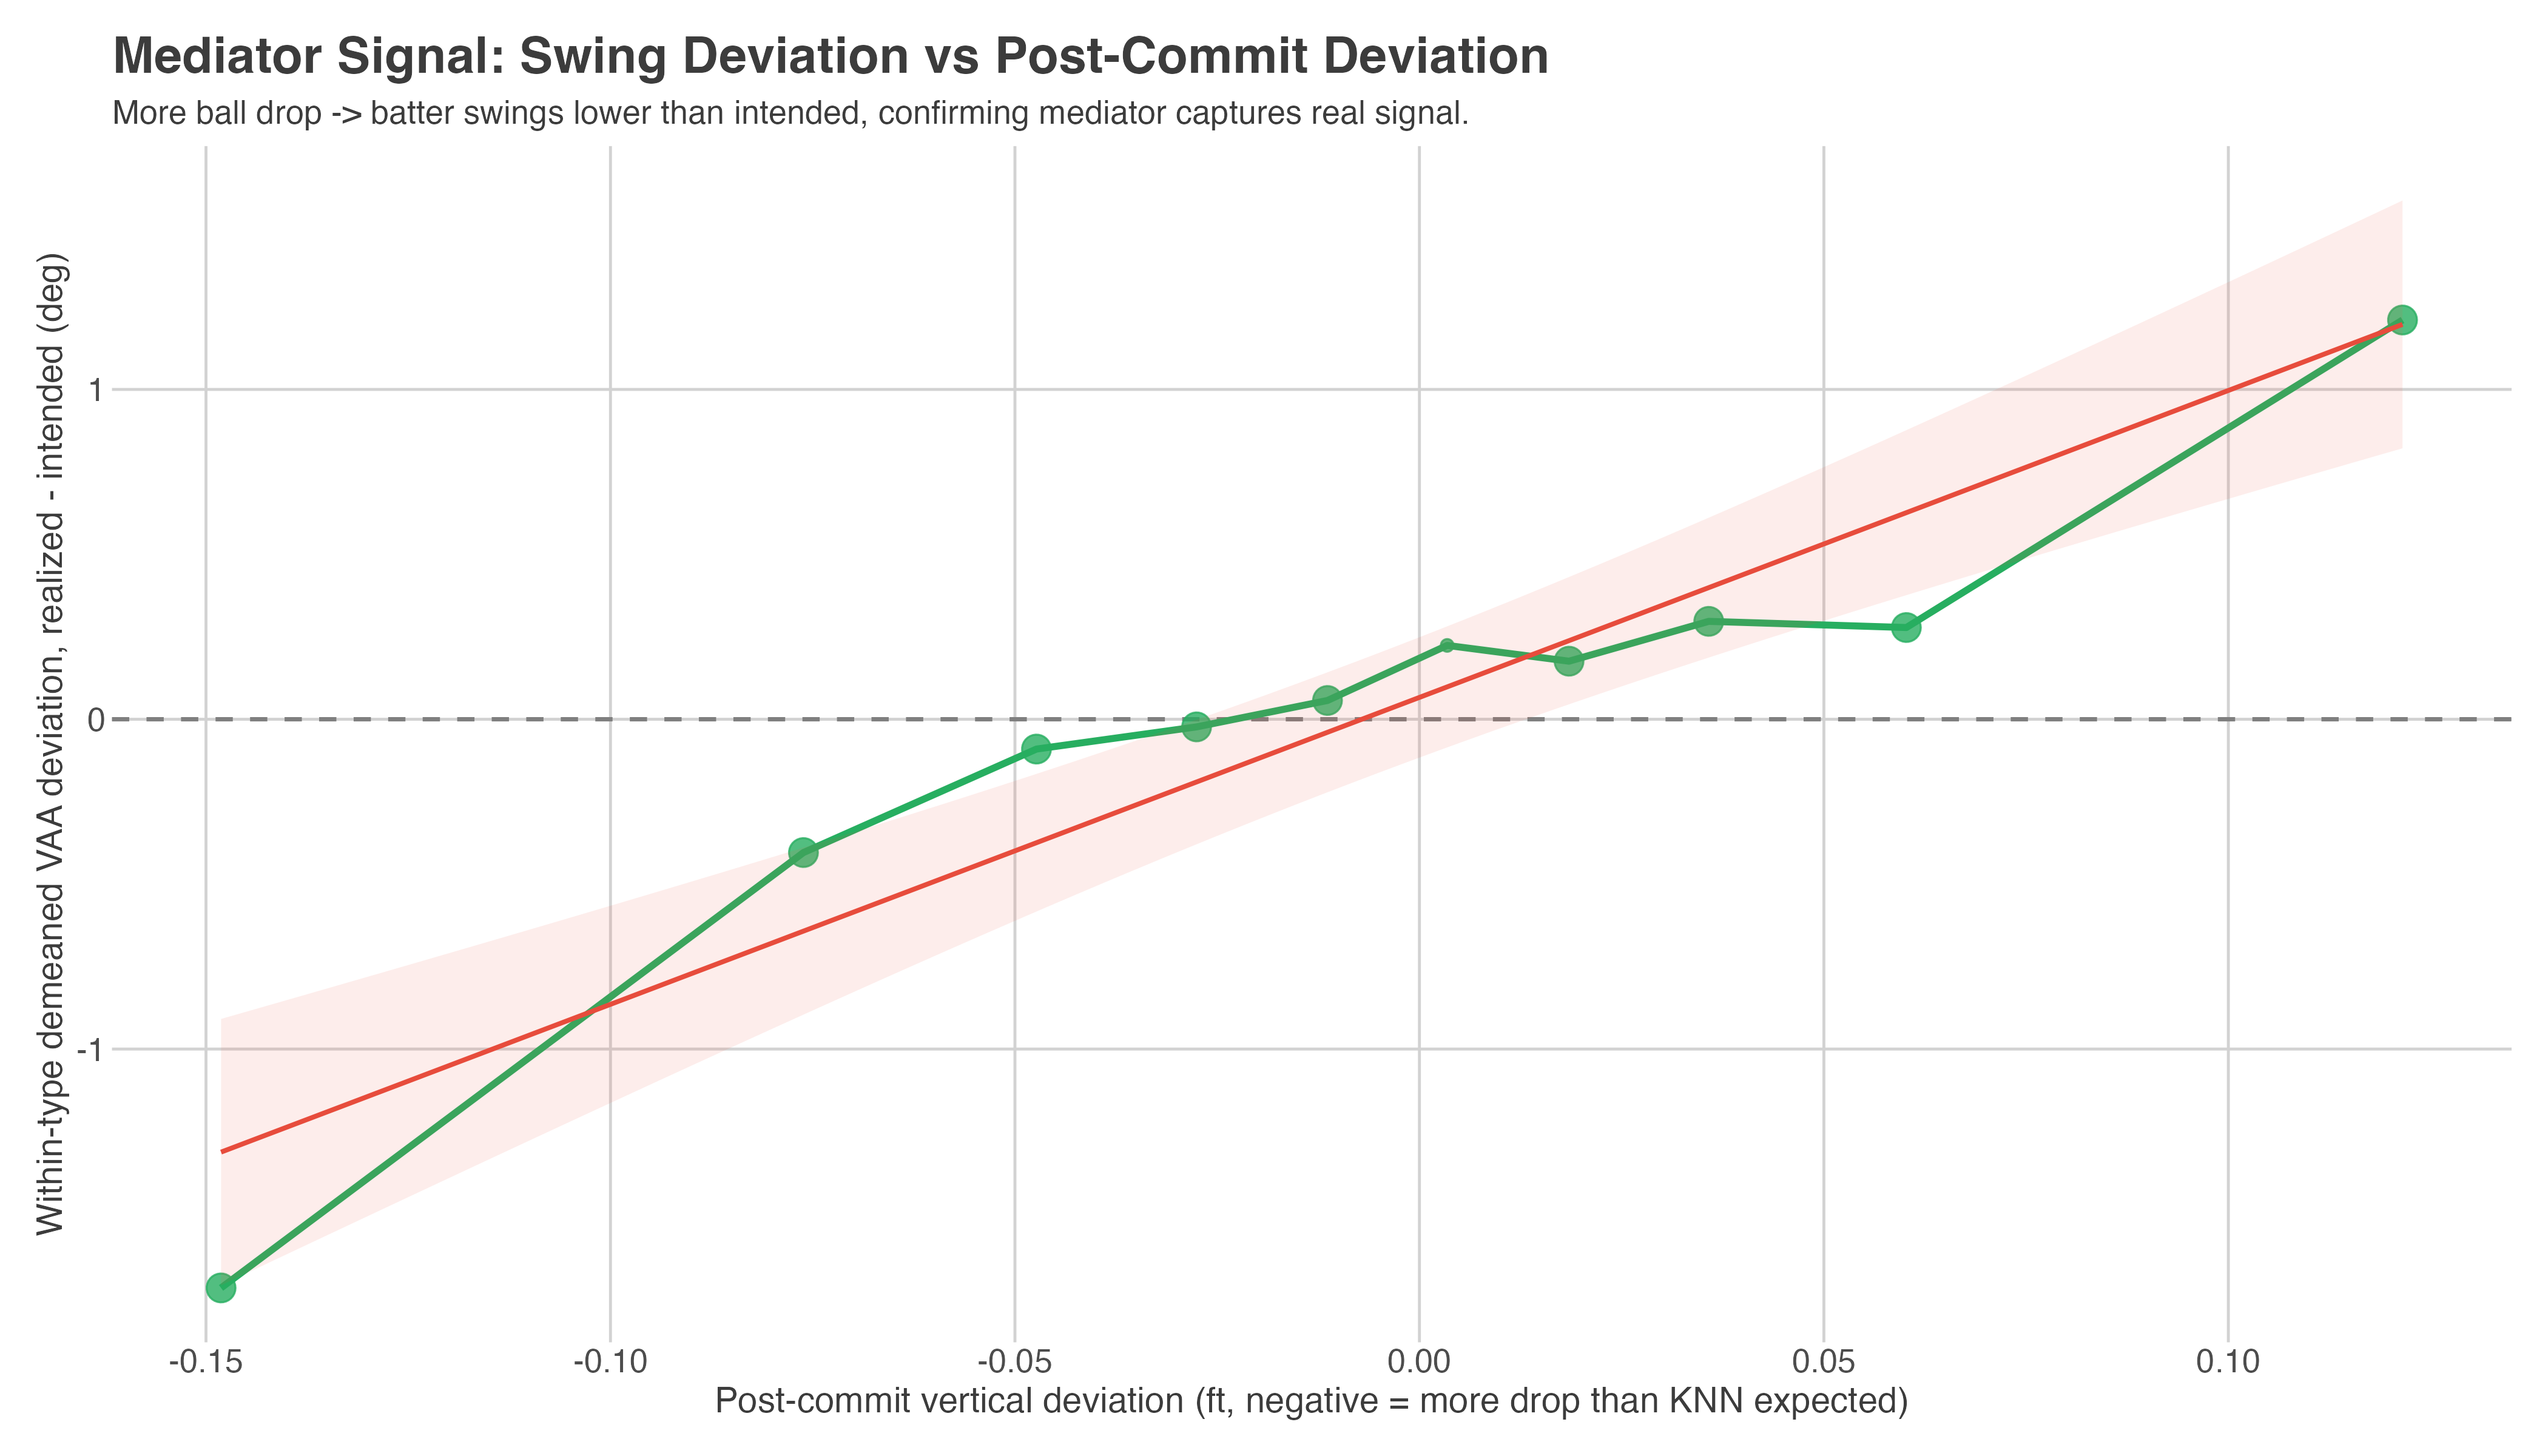 Mediator Signal: Swing Deviation vs Post-Commit Deviation
More ball drop -> batter swings lower than intended, confirming mediator captures real signal.
Within-type demeaned VAA deviation, realized - intended (deg)
1
0
-1
-0.15
-0.10
-0.05
0.00
0.05
0.10
Post-commit vertical deviation (ft, negative = more drop than KNN expected)